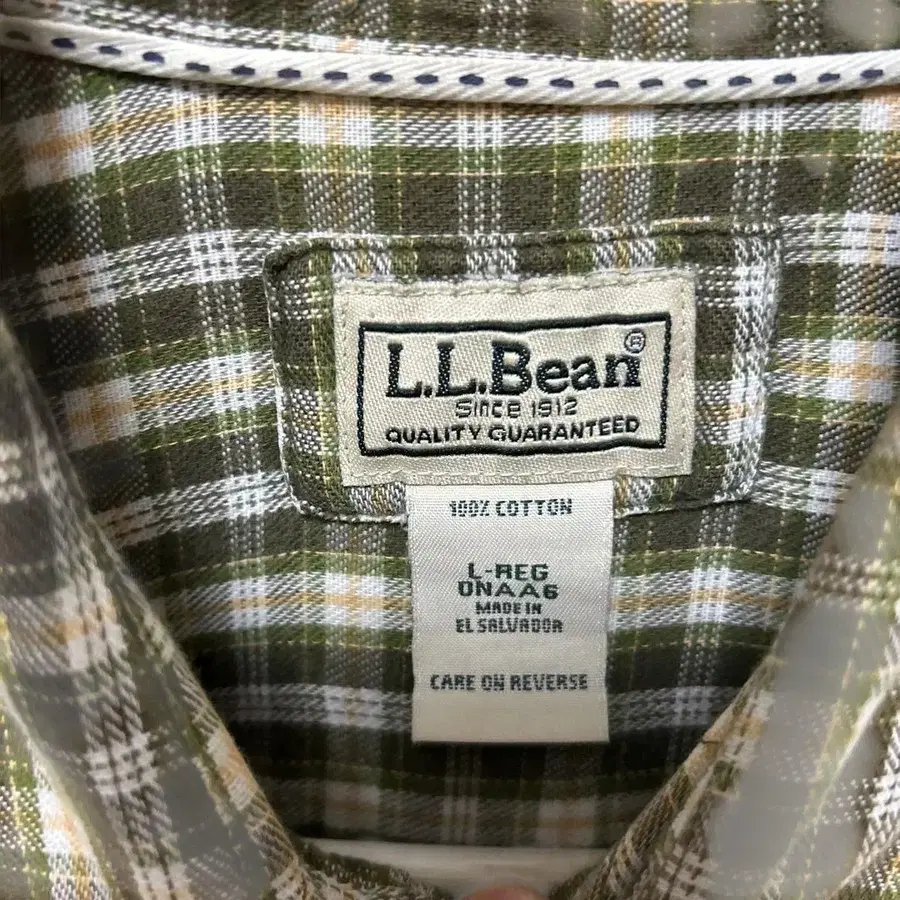 L.L.Bean®
Since 1912
QUALITY GUARANTEED
100% COTTON
L-REG
0NAA6
MADE IN
EL SALVADOR
CARE ON REVERSE